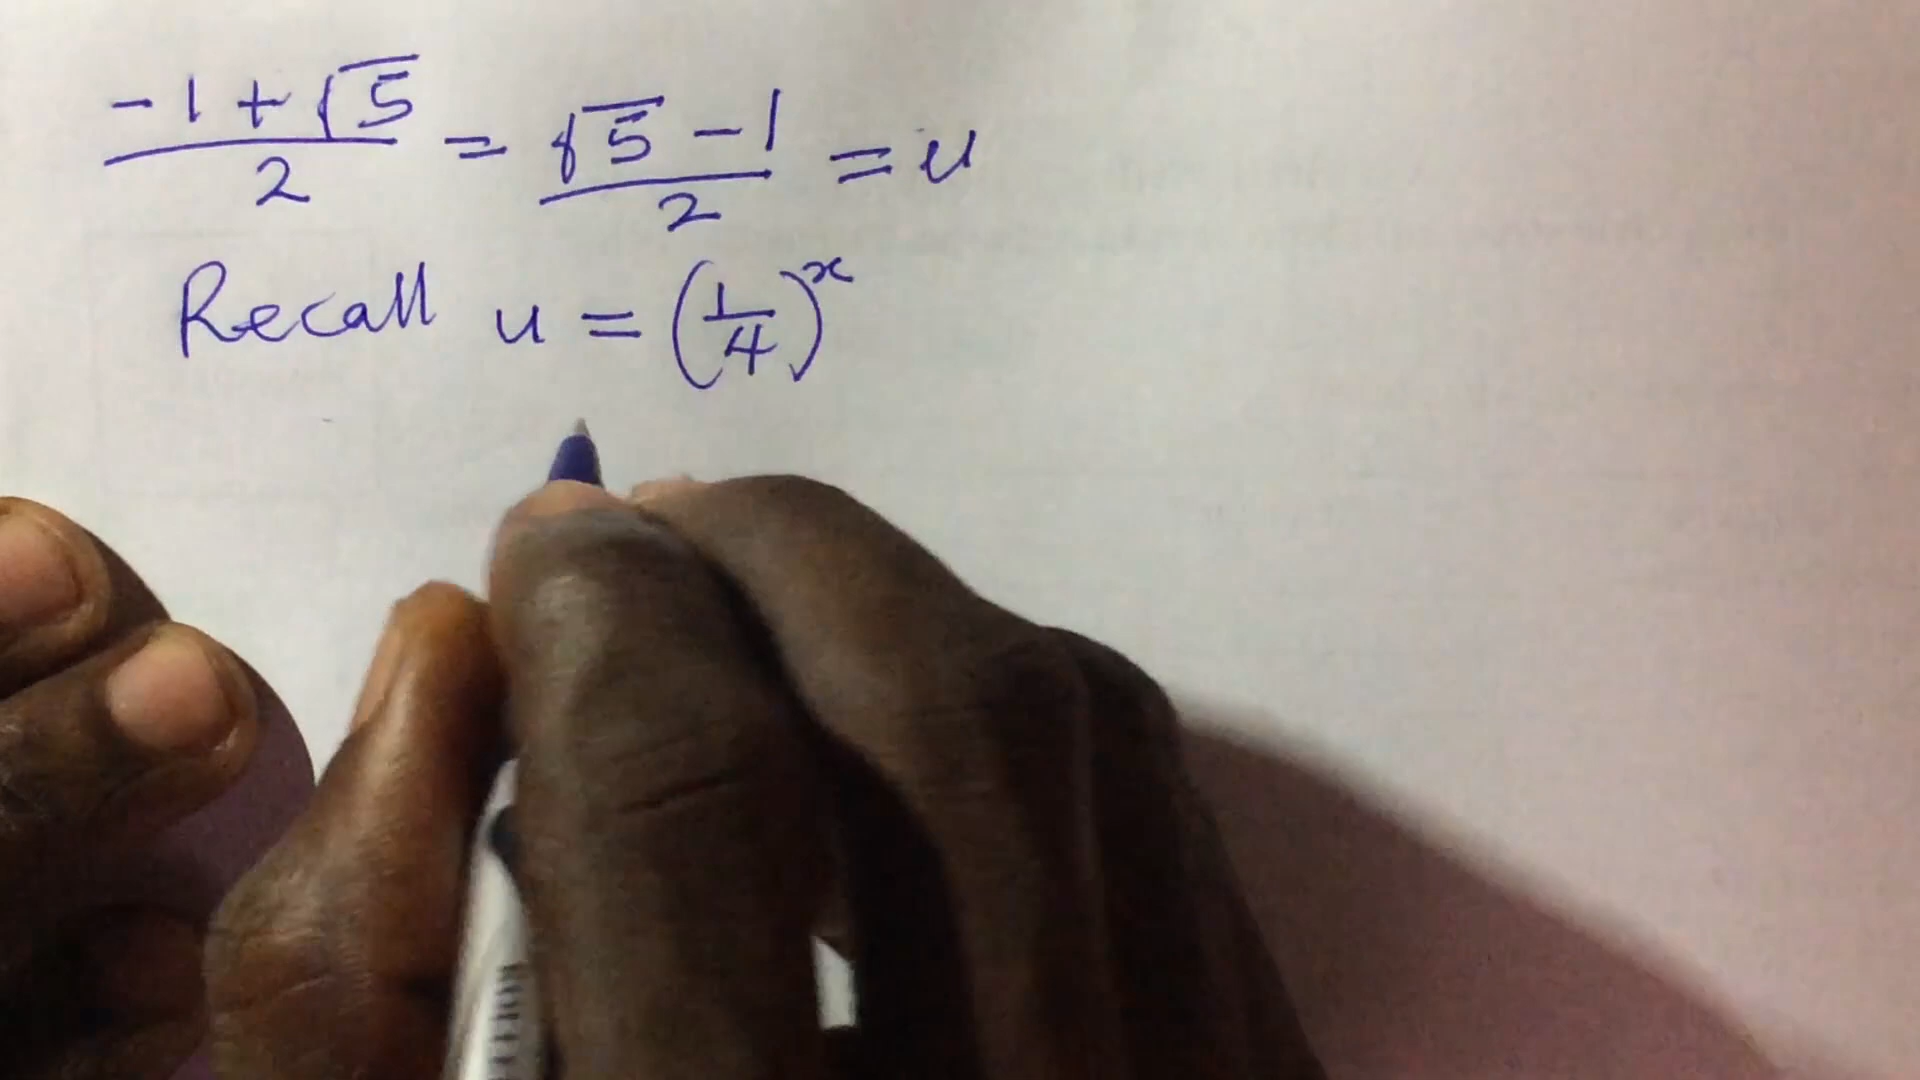 -1+√5/2 = √5-1/2 = u
Recall u = (1/4)^x